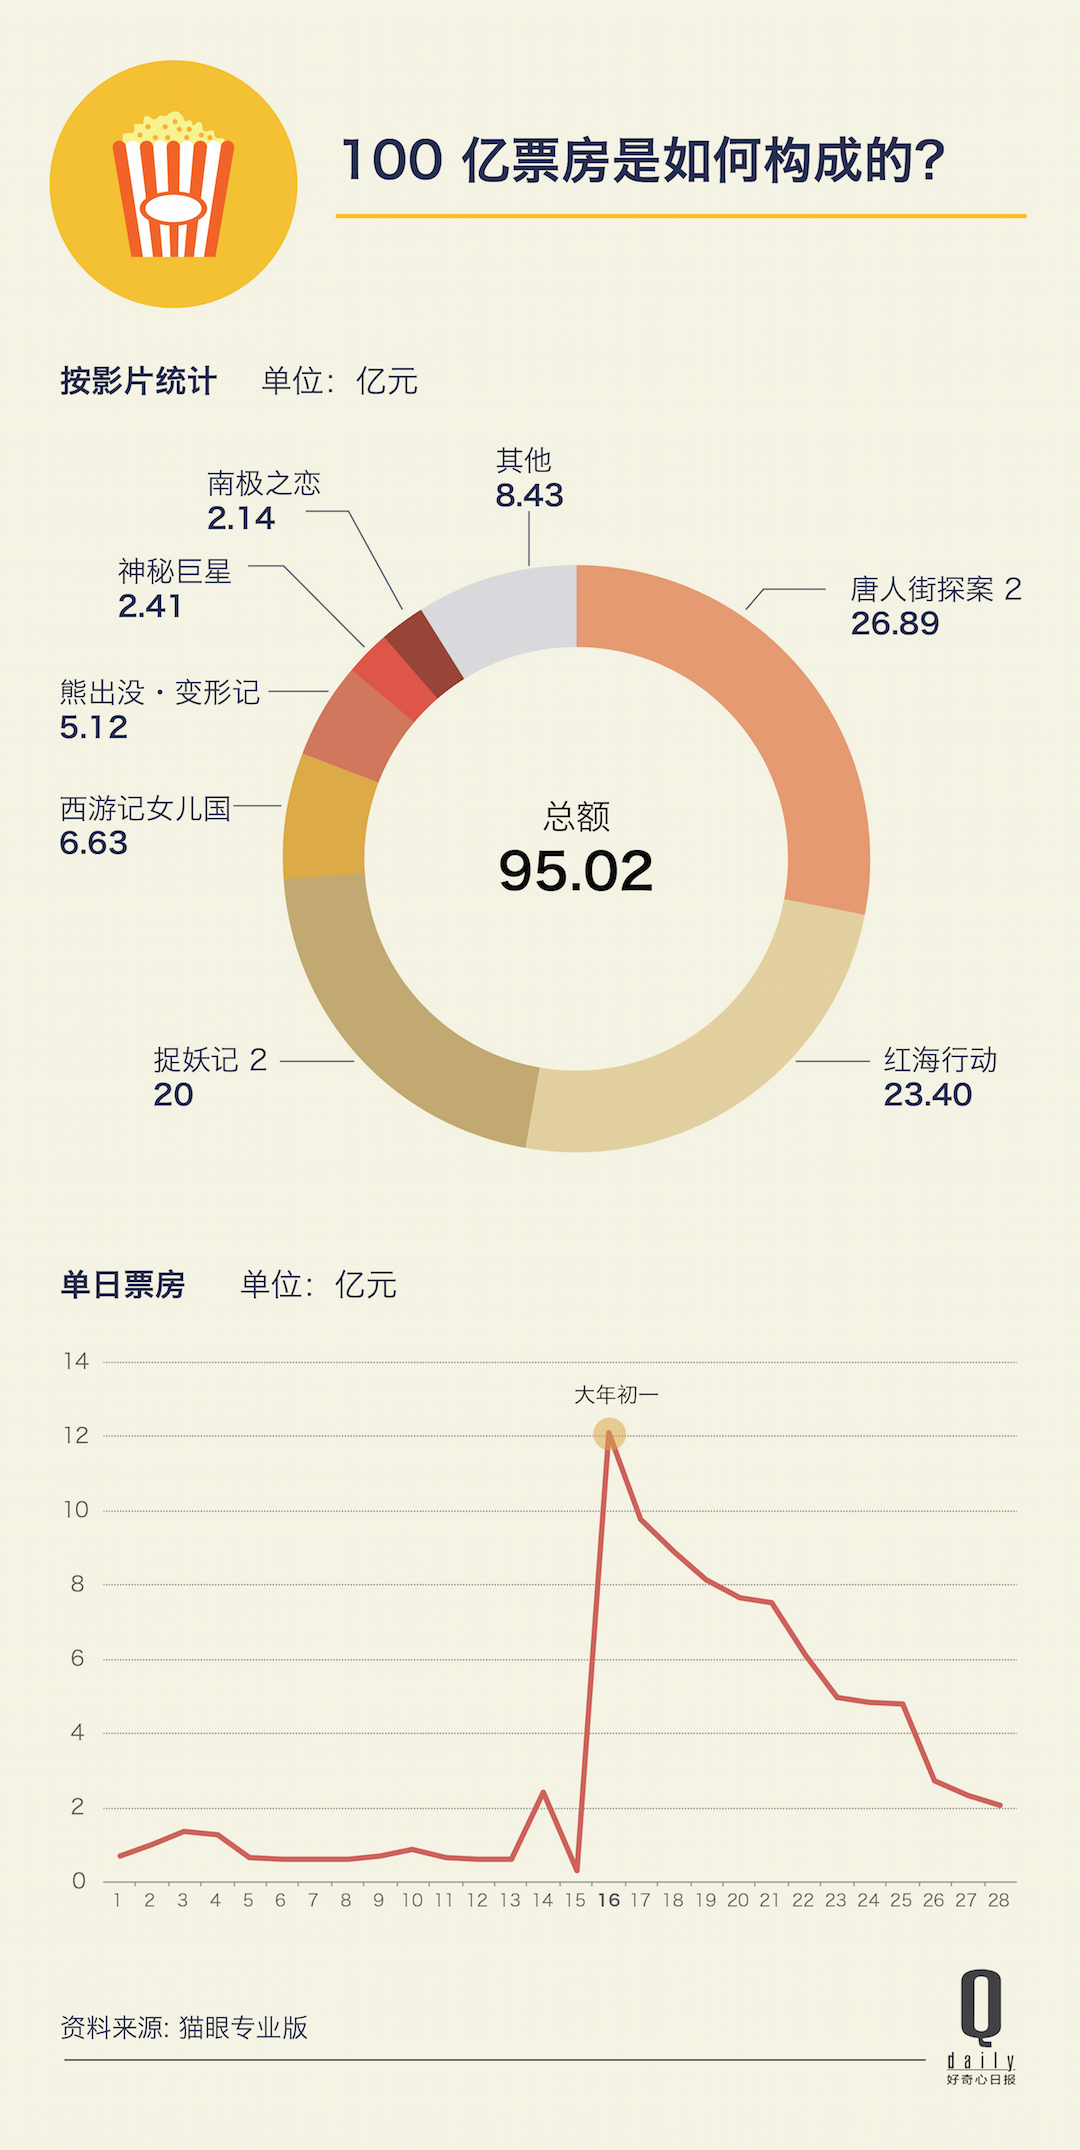 100 亿票房是如何构成的?
按影片统计 单位：亿元
其他
8.43
南极之恋
2.14
神秘巨星
2.41
唐人街探案 2
26.89
熊出没·变形记
5.12
西游记女儿国
6.63
总额
95.02
捉妖记 2
20
红海行动
23.40
单日票房 单位：亿元
14
大年初一
12
10
8
6
4
2
0
1 2 3 4 5 6 7 8 9 10 11 12 13 14 15 16 17 18 19 20 21 22 23 24 25 26 27 28
资料来源: 猫眼专业版
Q
daily
好奇心日报